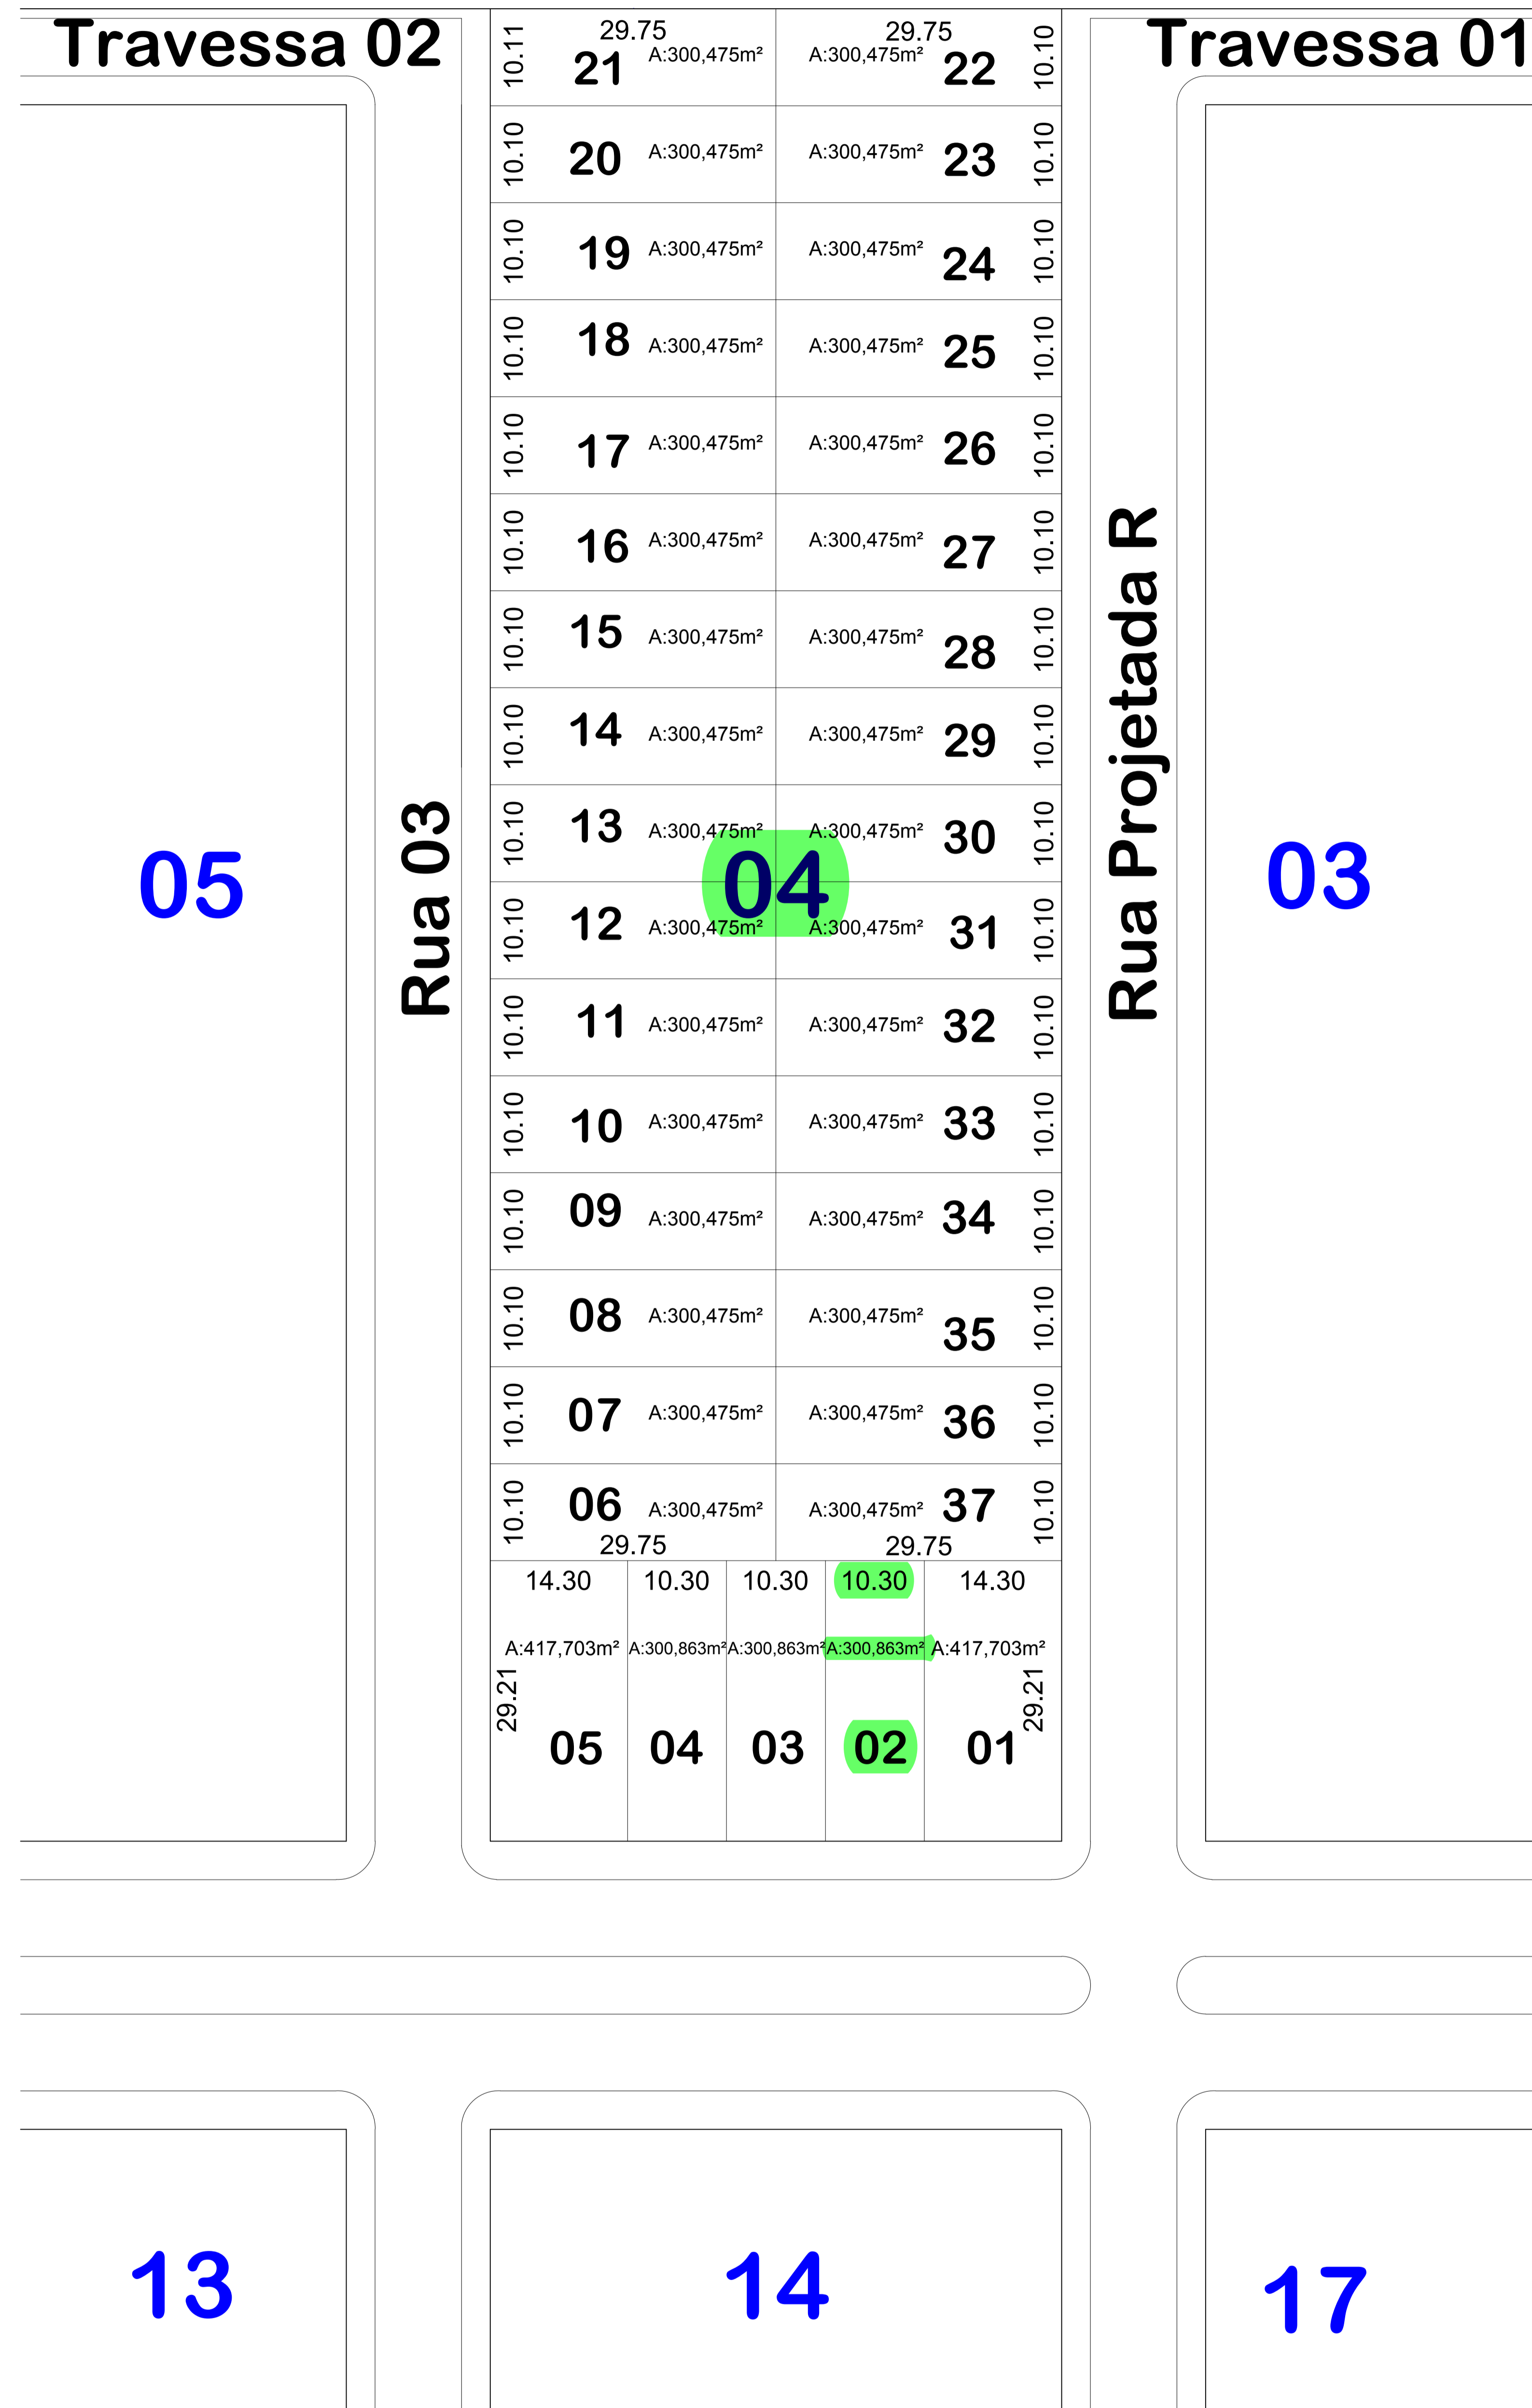 Travessa 02
Travessa 01
29.75
29.75
10.11
21
A:300,475m²
A:300,475m²
22
10.10
10.10
20
A:300,475m²
A:300,475m²
23
10.10
10.10
19
A:300,475m²
A:300,475m²
24
10.10
10.10
18
A:300,475m²
A:300,475m²
25
10.10
10.10
17
A:300,475m²
A:300,475m²
26
10.10
10.10
16
A:300,475m²
A:300,475m²
27
10.10
10.10
15
A:300,475m²
A:300,475m²
28
10.10
10.10
14
A:300,475m²
A:300,475m²
29
10.10
10.10
13
A:300,475m²
A:300,475m²
30
10.10
05
Rua 03
04
Rua Projetada R
03
10.10
12
A:300,475m²
A:300,475m²
31
10.10
10.10
11
A:300,475m²
A:300,475m²
32
10.10
10.10
10
A:300,475m²
A:300,475m²
33
10.10
10.10
09
A:300,475m²
A:300,475m²
34
10.10
10.10
08
A:300,475m²
A:300,475m²
35
10.10
10.10
07
A:300,475m²
A:300,475m²
36
10.10
10.10
06
A:300,475m²
A:300,475m²
37
10.10
29.75
29.75
14.30
10.30
10.30
10.30
14.30
A:417,703m²
A:300,863m²
A:300,863m²
A:300,863m²
A:417,703m²
29.21
29.21
05
04
03
02
01
13
14
17